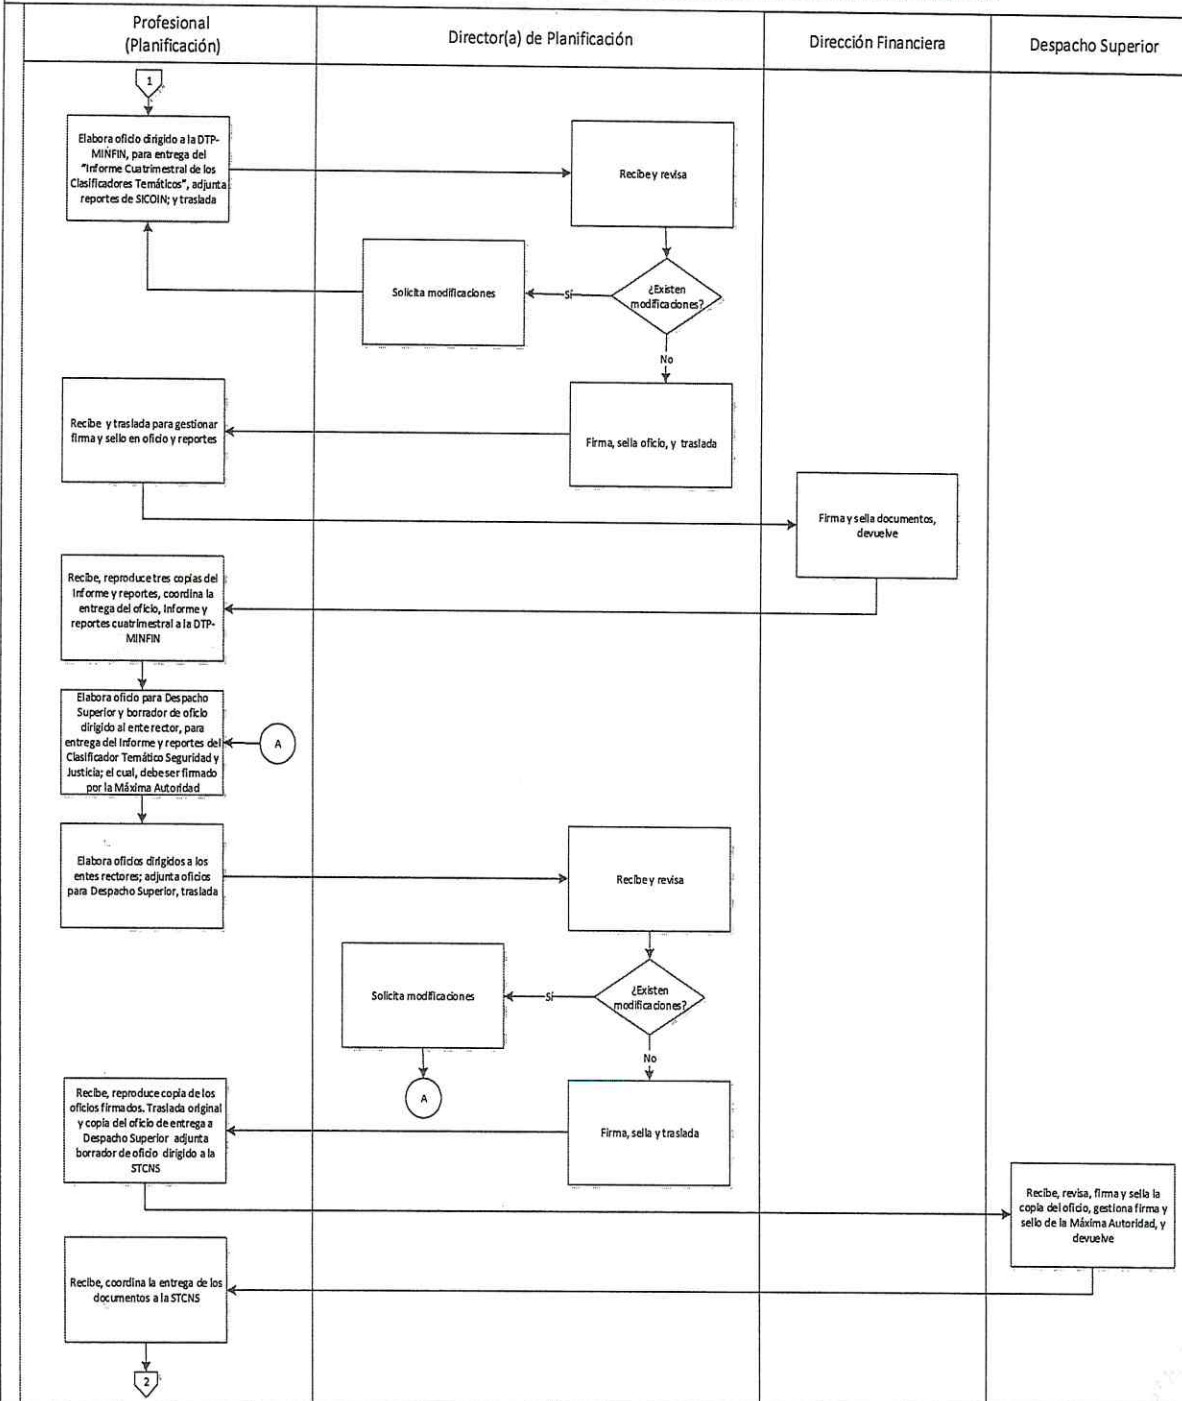 Profesional
(Planificación)
Director(a) de Planificación
Dirección Financiera
Despacho Superior
1
Elabora oficio dirigido a la DTP-
MINFIN, para entrega del
"Informe Cuatrimestral de los
Clasificadores Temáticos", adjunta
reportes de SICOIN; y traslada
Recibe y revisa
Solicita modificaciones
Sí
¿Existen
modificaciones?
No
Recibe y traslada para gestionar
firma y sello en oficio y reportes
Firma, sella oficio, y traslada
Firma y sella documentos,
devuelve
Recibe, reproduce tres copias del
Informe y reportes, coordina la
entrega del oficio, Informe y
reportes cuatrimestral a la DTP-
MINFIN
Elabora oficio para Despacho
Superior y borrador de oficio
dirigido al ente rector, para
entrega del Informe y reportes del
Clasificador Temático Seguridad y
Justicia; el cual, debe ser firmado
por la Máxima Autoridad
A
Elabora oficios dirigidos a los
entes rectores; adjunta oficios
para Despacho Superior, traslada
Recibe y revisa
Solicita modificaciones
Sí
¿Existen
modificaciones?
No
A
Recibe, reproduce copia de los
oficios firmados. Traslada original
y copia del oficio de entrega a
Despacho Superior adjunta
borrador de oficio dirigido a la
STCNS
Firma, sella y traslada
Recibe, revisa, firma y sella la
copia del oficio, gestiona firma y
sello de la Máxima Autoridad, y
devuelve
Recibe, coordina la entrega de los
documentos a la STCNS
2